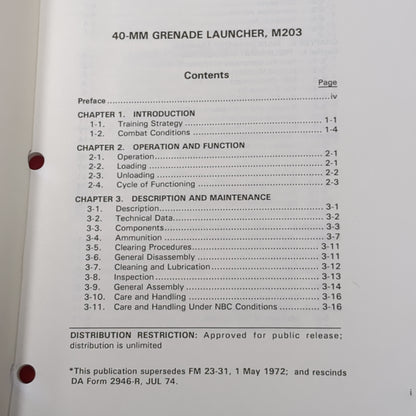 40-MM GRENADE LAUNCHER, M203
Contents
Page
Preface ........ iv
CHAPTER 1. INTRODUCTION
1-1. Training Strategy ........ 1-1
1-2. Combat Conditions ........ 1-4
CHAPTER 2. OPERATION AND FUNCTION
2-1. Operation ........ 2-1
2-2. Loading ........ 2-1
2-3. Unloading ........ 2-2
2-4. Cycle of Functioning ........ 2-3
CHAPTER 3. DESCRIPTION AND MAINTENANCE
3-1. Description ........ 3-1
3-2. Technical Data ........ 3-2
3-3. Components ........ 3-3
3-4. Ammunition ........ 3-7
3-5. Clearing Procedures ........ 3-11
3-6. General Disassembly ........ 3-11
3-7. Cleaning and Lubrication ........ 3-12
3-8. Inspection ........ 3-13
3-9. General Assembly ........ 3-14
3-10. Care and Handling ........ 3-16
3-11. Care and Handling Under NBC Conditions ........ 3-16
DISTRIBUTION RESTRICTION: Approved for public release;
distribution is unlimited
*This publication supersedes FM 23-31, 1 May 1972; and rescinds
DA Form 2946-R, JUL 74.
i